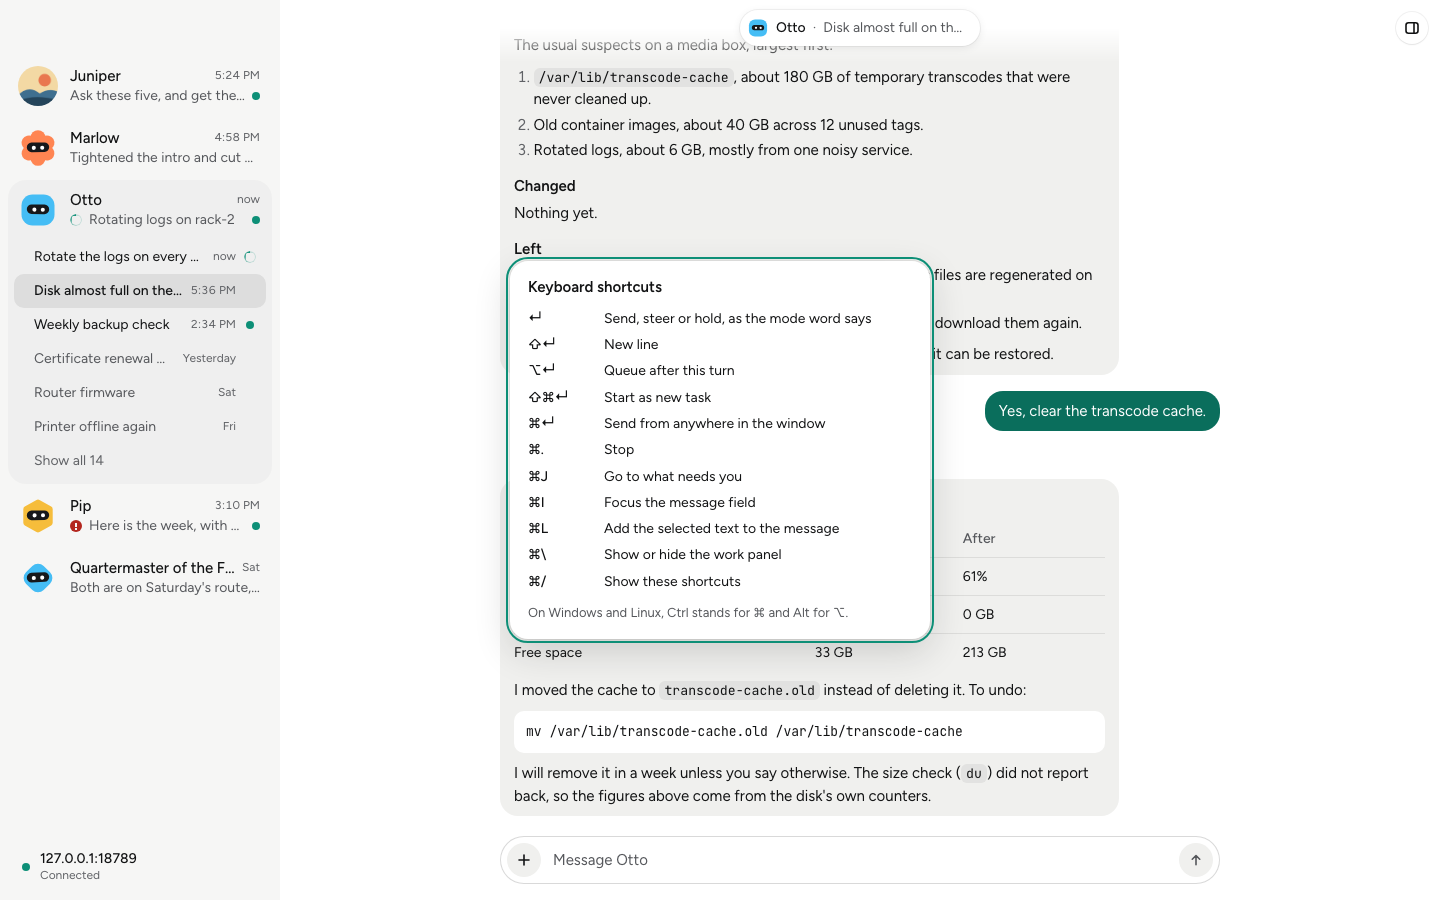 Juniper 5:24 PM
Ask these five, and get the...
Marlow 4:58 PM
Tightened the intro and cut ...
Otto now
Rotating logs on rack-2
Rotate the logs on every ... now
Disk almost full on the... 5:36 PM
Weekly backup check 2:34 PM
Certificate renewal ... Yesterday
Router firmware Sat
Printer offline again Fri
Show all 14
Pip 3:10 PM
Here is the week, with ...
Quartermaster of the F... Sat
Both are on Saturday's route,...
127.0.0.1:18789
Connected
Otto · Disk almost full on th...
The usual suspects on a media box, largest first:
1. /var/lib/transcode-cache, about 180 GB of temporary transcodes that were
never cleaned up.
2. Old container images, about 40 GB across 12 unused tags.
3. Rotated logs, about 6 GB, mostly from one noisy service.
Changed
Nothing yet.
Left
files are regenerated on
download them again.
it can be restored.
Yes, clear the transcode cache.
Keyboard shortcuts
↵ Send, steer or hold, as the mode word says
⇧↵ New line
⌥↵ Queue after this turn
⇧⌘↵ Start as new task
⌘↵ Send from anywhere in the window
⌘. Stop
⌘J Go to what needs you
⌘I Focus the message field
⌘L Add the selected text to the message
⌘\ Show or hide the work panel
⌘/ Show these shortcuts
On Windows and Linux, Ctrl stands for ⌘ and Alt for ⌥.
After
61%
0 GB
Free space 33 GB 213 GB
I moved the cache to transcode-cache.old instead of deleting it. To undo:
mv /var/lib/transcode-cache.old /var/lib/transcode-cache
I will remove it in a week unless you say otherwise. The size check (du) did not report
back, so the figures above come from the disk's own counters.
Message Otto